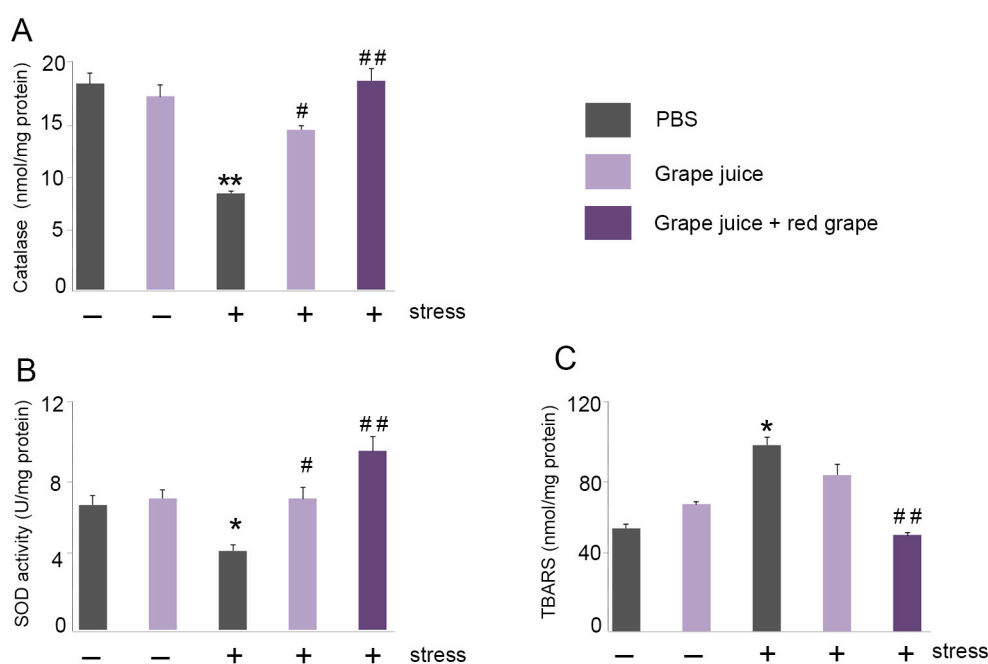 A
Catalase (nmol/mg protein)
20
15
10
5
0
**
#
##
− − + + + stress
PBS
Grape juice
Grape juice + red grape
B
SOD activity (U/mg protein)
12
8
4
0
*
#
##
− − + + + stress
C
TBARS (nmol/mg protein)
120
80
40
0
*
##
− − + + + stress